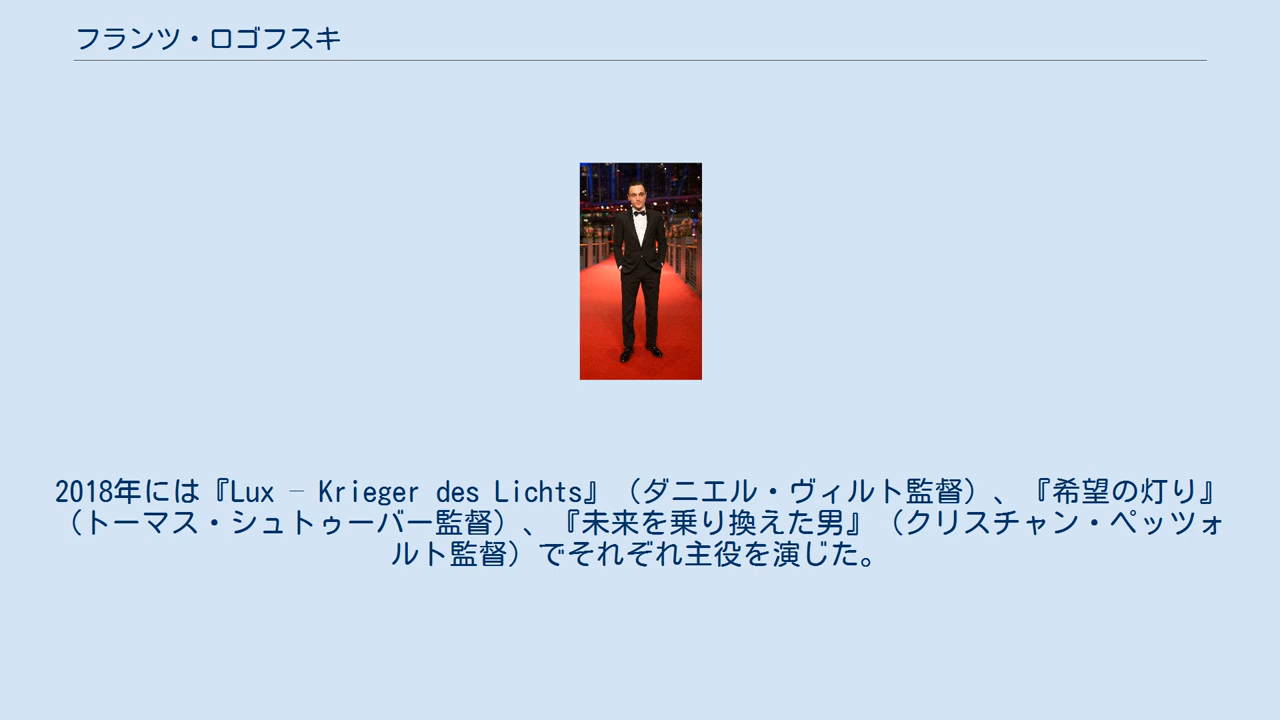 フランツ・ロゴフスキ
2018年には『Lux – Krieger des Lichts』（ダニエル・ヴィルト監督）、『希望の灯り』
（トーマス・シュトゥーバー監督）、『未来を乗り換えた男』（クリスチャン・ペッツォ
ルト監督）でそれぞれ主役を演じた。